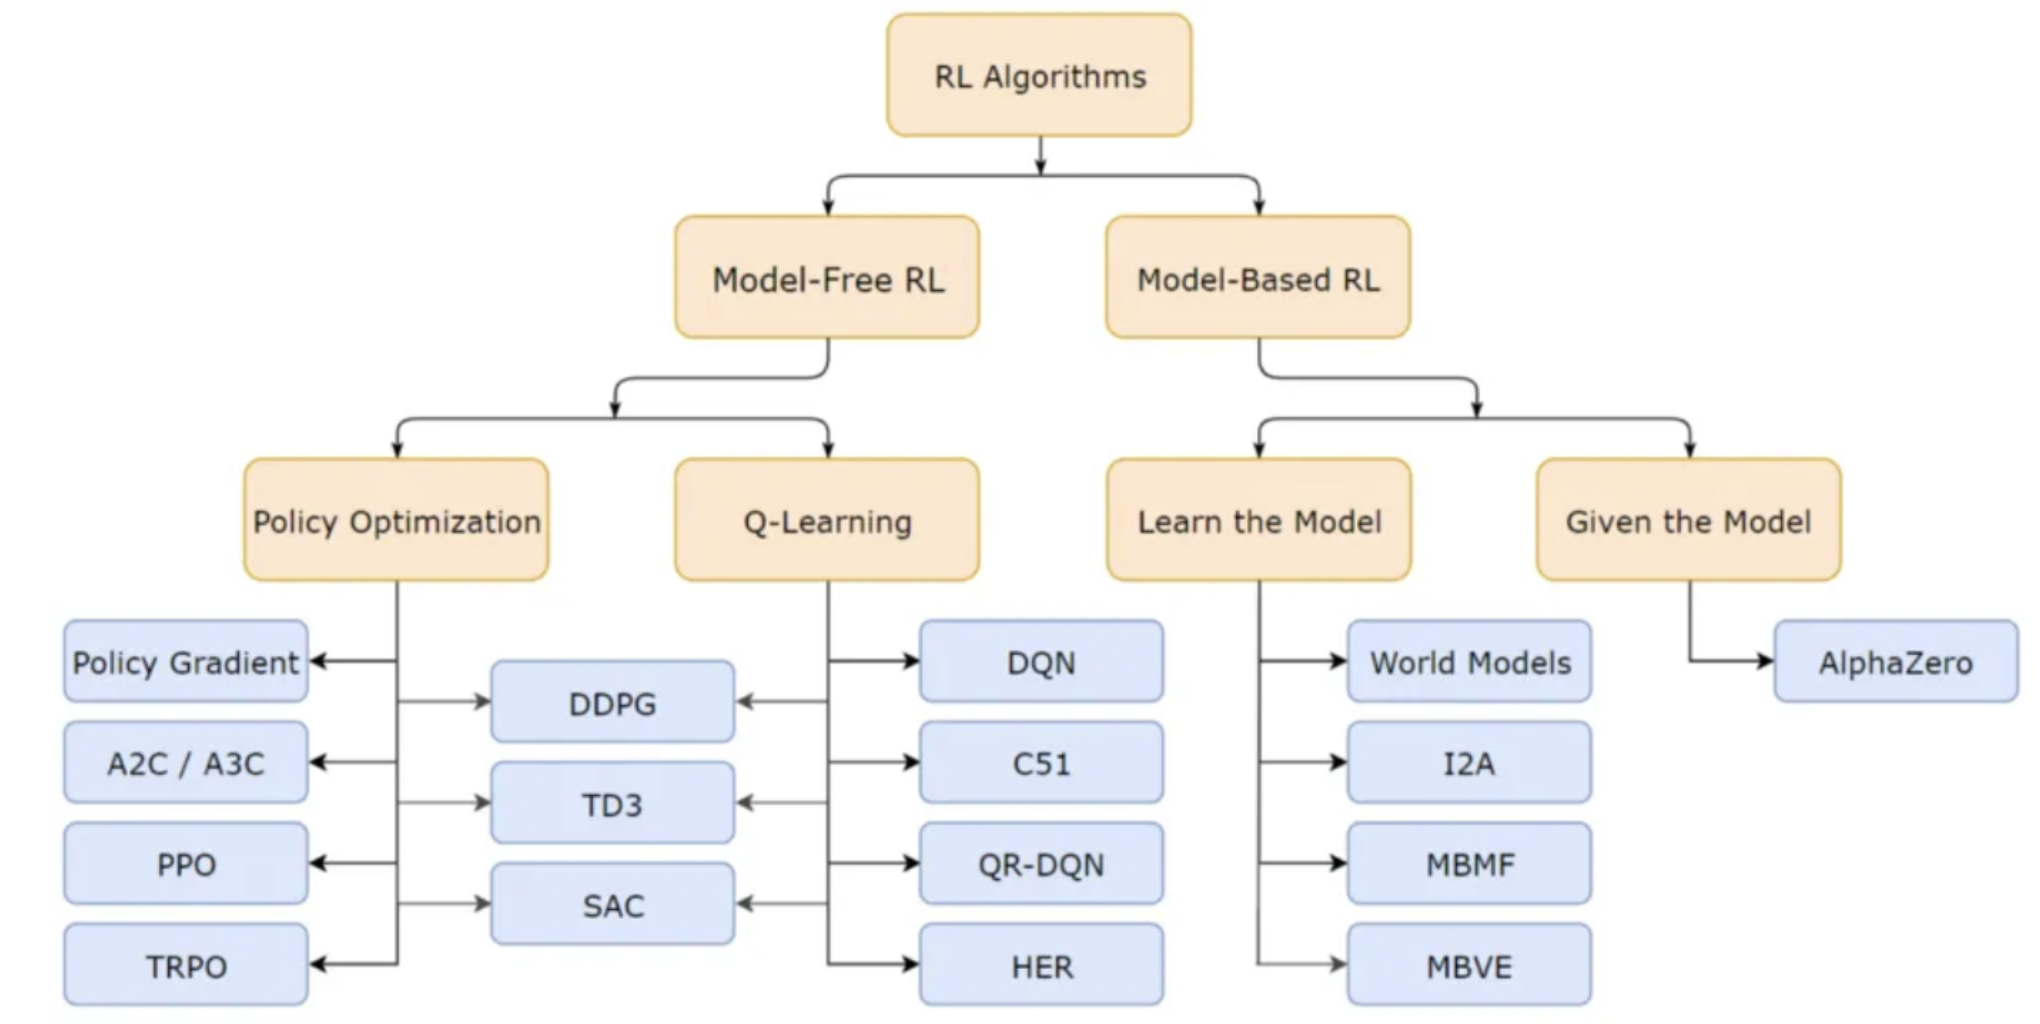 RL Algorithms
Model-Free RL
Model-Based RL
Policy Optimization
Q-Learning
Learn the Model
Given the Model
Policy Gradient
A2C / A3C
PPO
TRPO
DDPG
TD3
SAC
DQN
C51
QR-DQN
HER
World Models
I2A
MBMF
MBVE
AlphaZero